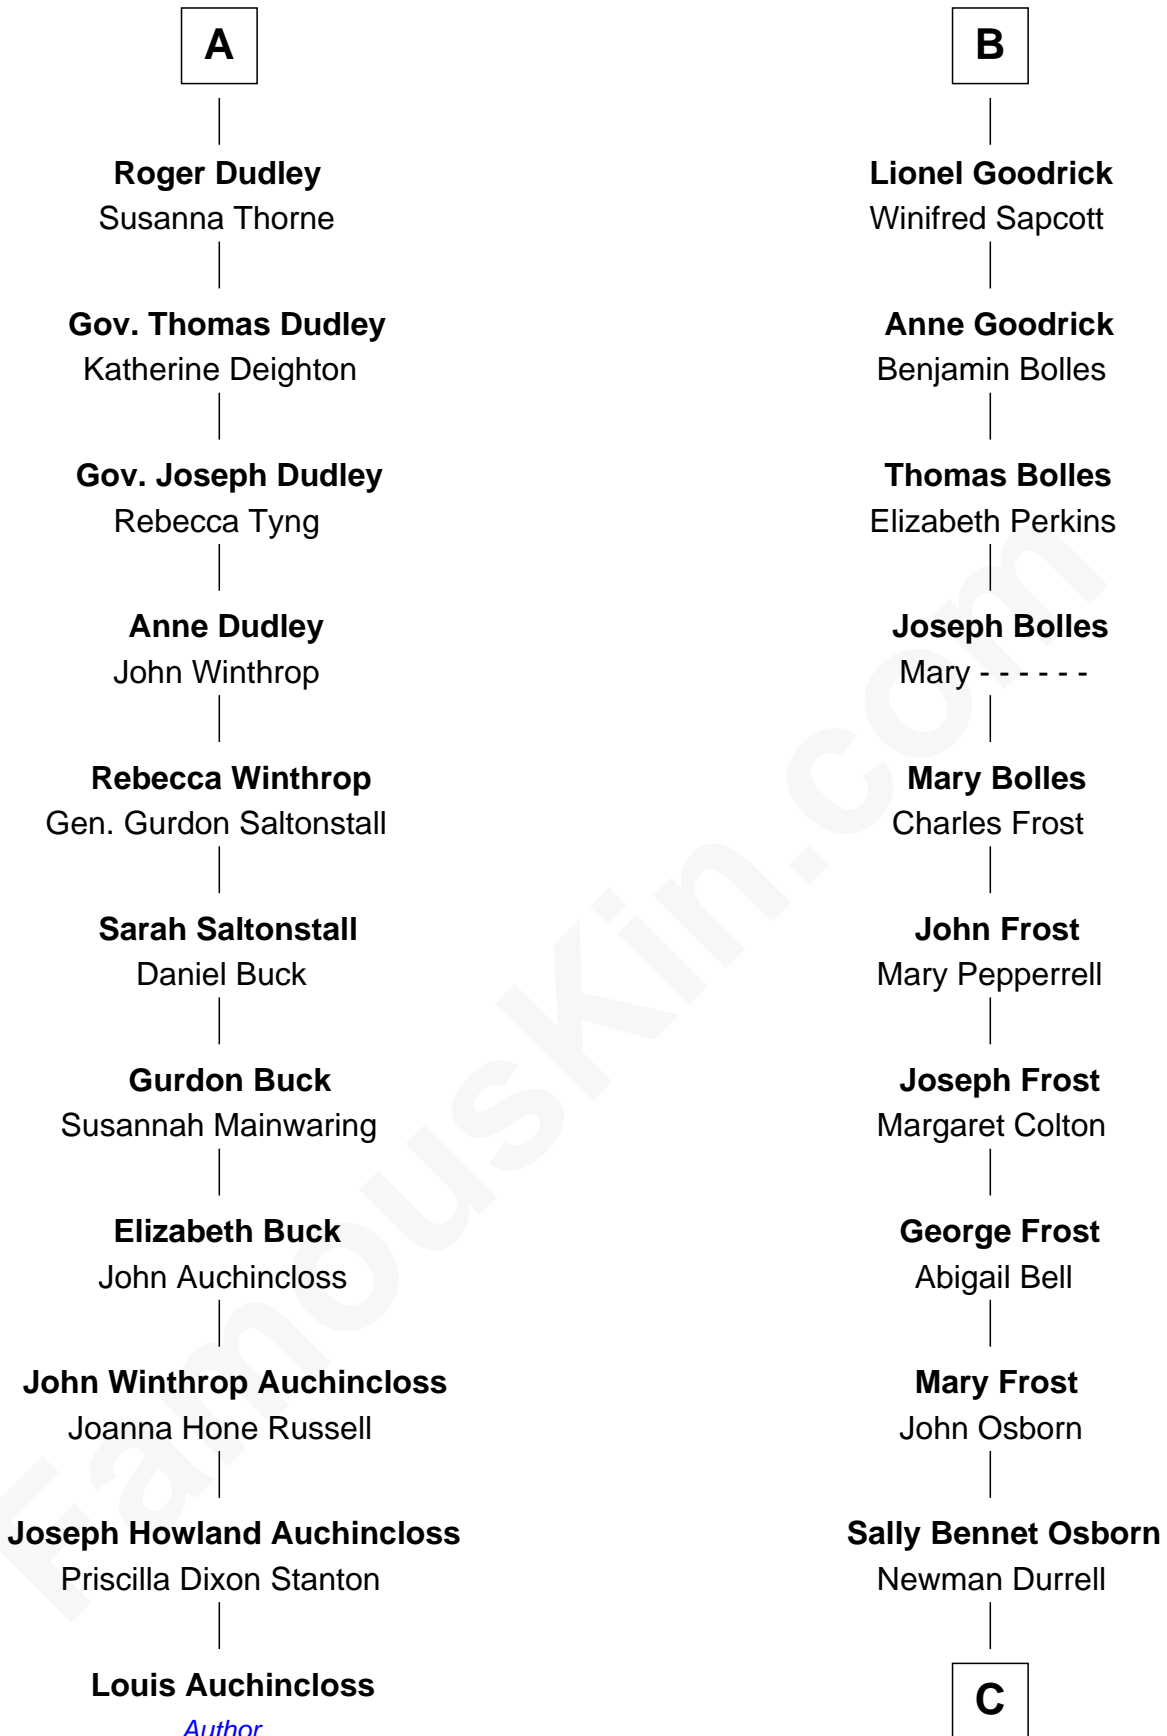 A
Roger Dudley
Susanna Thorne
Gov. Thomas Dudley
Katherine Deighton
Gov. Joseph Dudley
Rebecca Tyng
Anne Dudley
John Winthrop
Rebecca Winthrop
Gen. Gurdon Saltonstall
Sarah Saltonstall
Daniel Buck
Gurdon Buck
Susannah Mainwaring
Elizabeth Buck
John Auchincloss
John Winthrop Auchincloss
Joanna Hone Russell
Joseph Howland Auchincloss
Priscilla Dixon Stanton
Louis Auchincloss
Author
B
Lionel Goodrick
Winifred Sapcott
Anne Goodrick
Benjamin Bolles
Thomas Bolles
Elizabeth Perkins
Joseph Bolles
Mary - - - - - -
Mary Bolles
Charles Frost
John Frost
Mary Pepperrell
Joseph Frost
Margaret Colton
George Frost
Abigail Bell
Mary Frost
John Osborn
Sally Bennet Osborn
Newman Durrell
C
FamousKin.com